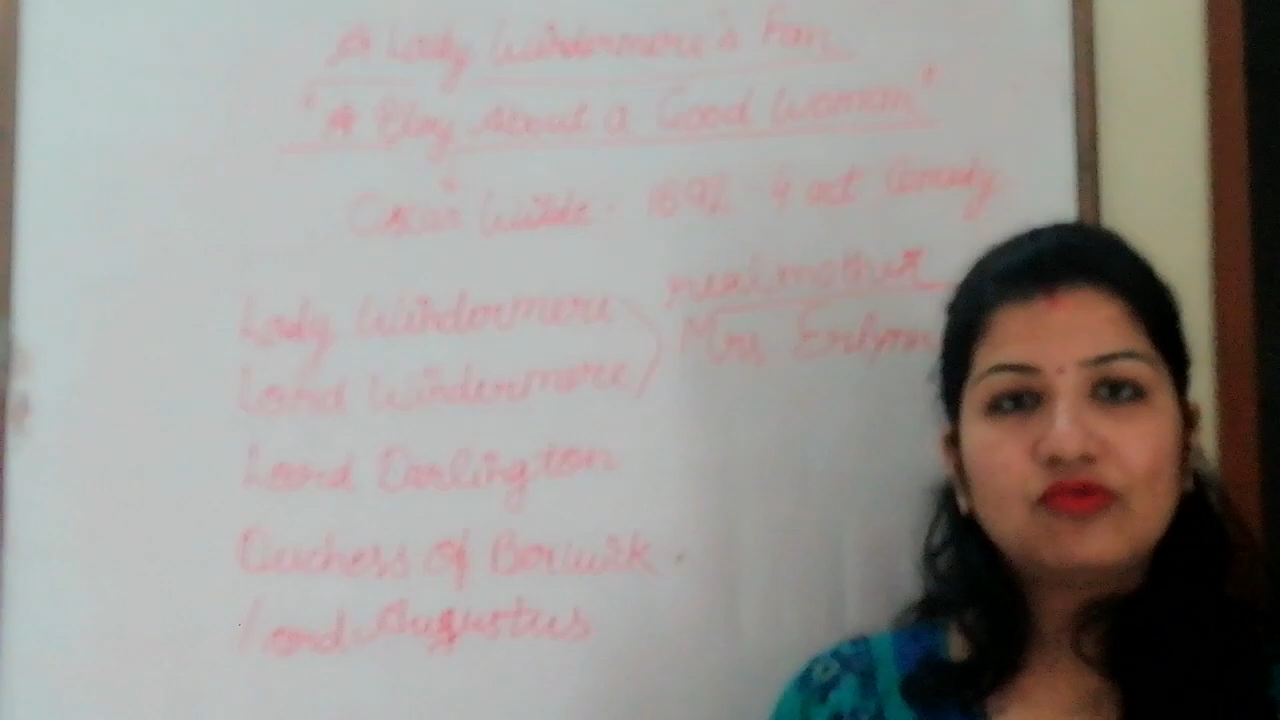 A Lady Windermere's Fan
"A Play About a Good Woman"
Oscar Wilde - 1892 - 4 act Comedy
Lady Windermere
real mother
Mrs Erlynn
Lord Windermere
Lord Darlington
Duchess of Berwick.
Lord Augustus